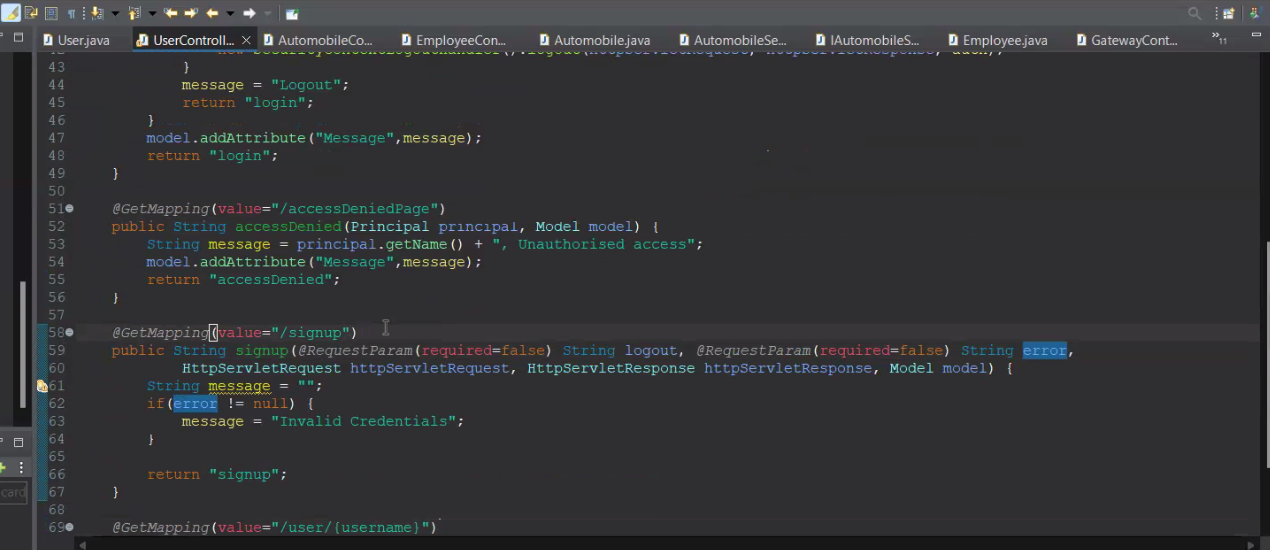 User.java
UserControll...
AutomobileCo...
EmployeeCon...
Automobile.java
AutomobileSe...
IAutomobileS...
Employee.java
GatewayCont...
»11
43 }
44 message = "Logout";
45 return "login";
46 }
47 model.addAttribute("Message",message);
48 return "login";
49 }
50
51 @GetMapping(value="/accessDeniedPage")
52 public String accessDenied(Principal principal, Model model) {
53 String message = principal.getName() + ", Unauthorised access";
54 model.addAttribute("Message",message);
55 return "accessDenied";
56 }
57
58 @GetMapping(value="/signup")
59 public String signup(@RequestParam(required=false) String logout, @RequestParam(required=false) String error,
60 HttpServletRequest httpServletRequest, HttpServletResponse httpServletResponse, Model model) {
61 String message = "";
62 if(error != null) {
63 message = "Invalid Credentials";
64 }
65
66 return "signup";
67 }
68
69 @GetMapping(value="/user/{username}")
card